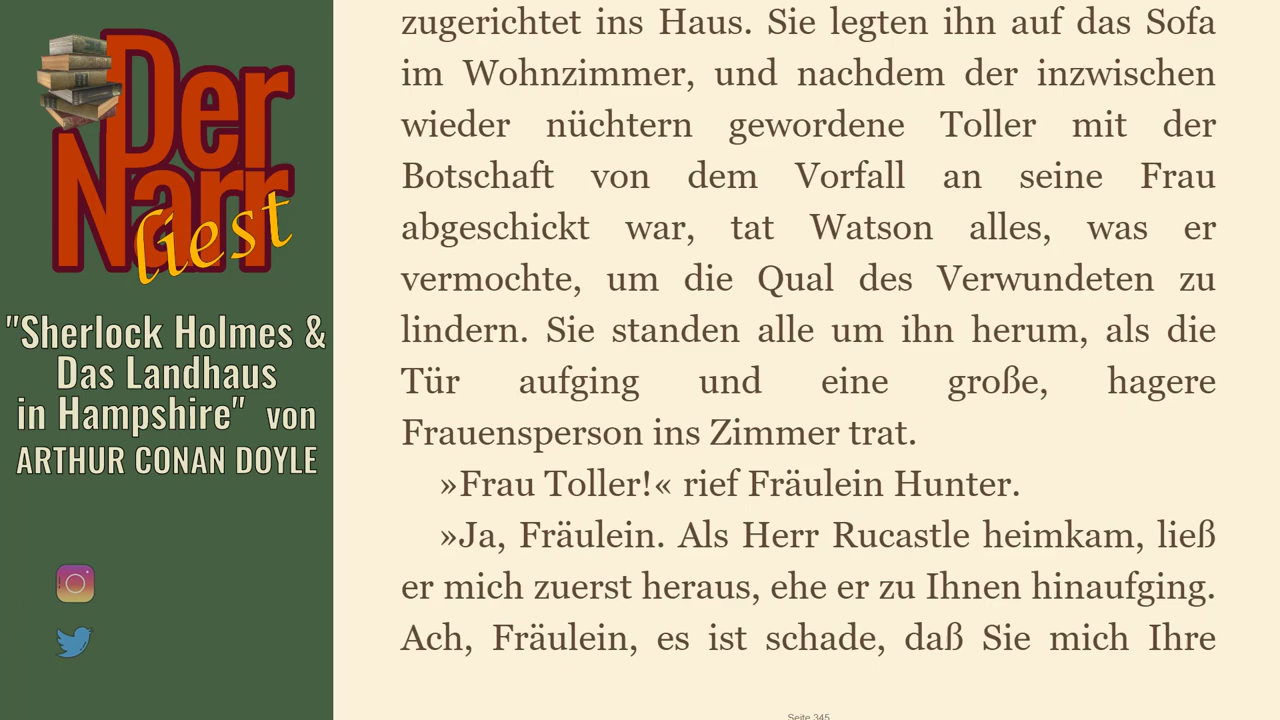 Der
Narr
liest
"Sherlock Holmes &
Das Landhaus
in Hampshire" von
ARTHUR CONAN DOYLE
zugerichtet ins Haus. Sie legten ihn auf das Sofa
im Wohnzimmer, und nachdem der inzwischen
wieder nüchtern gewordene Toller mit der
Botschaft von dem Vorfall an seine Frau
abgeschickt war, tat Watson alles, was er
vermochte, um die Qual des Verwundeten zu
lindern. Sie standen alle um ihn herum, als die
Tür aufging und eine große, hagere
Frauensperson ins Zimmer trat.
»Frau Toller!« rief Fräulein Hunter.
»Ja, Fräulein. Als Herr Rucastle heimkam, ließ
er mich zuerst heraus, ehe er zu Ihnen hinaufging.
Ach, Fräulein, es ist schade, daß Sie mich Ihre
Seite 345